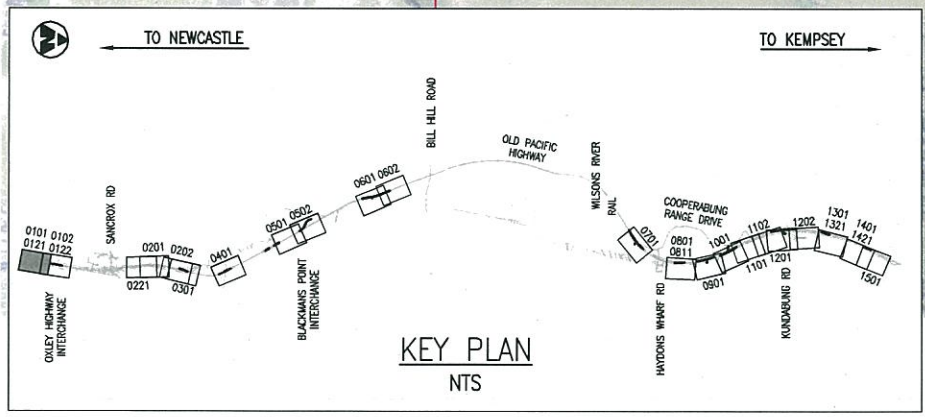 TO NEWCASTLE
TO KEMPSEY
BILL HILL ROAD
OLD PACIFIC
HIGHWAY
WILSONS RIVER
RAIL
COOPERABUNG
RANGE DRIVE
SANCROX RD
0101 0102
0121 0122
OXLEY HIGHWAY
INTERCHANGE
0201 0202
0221 0301
0401
0501 0502
BLACKMANS POINT
INTERCHANGE
0601 0602
0701
0801
0811
HAYDONS WHARF RD
0901
1001
1101
1102
1201
1202
KUNDABUNG RD
1301
1321
1401
1421
1501
KEY PLAN
NTS